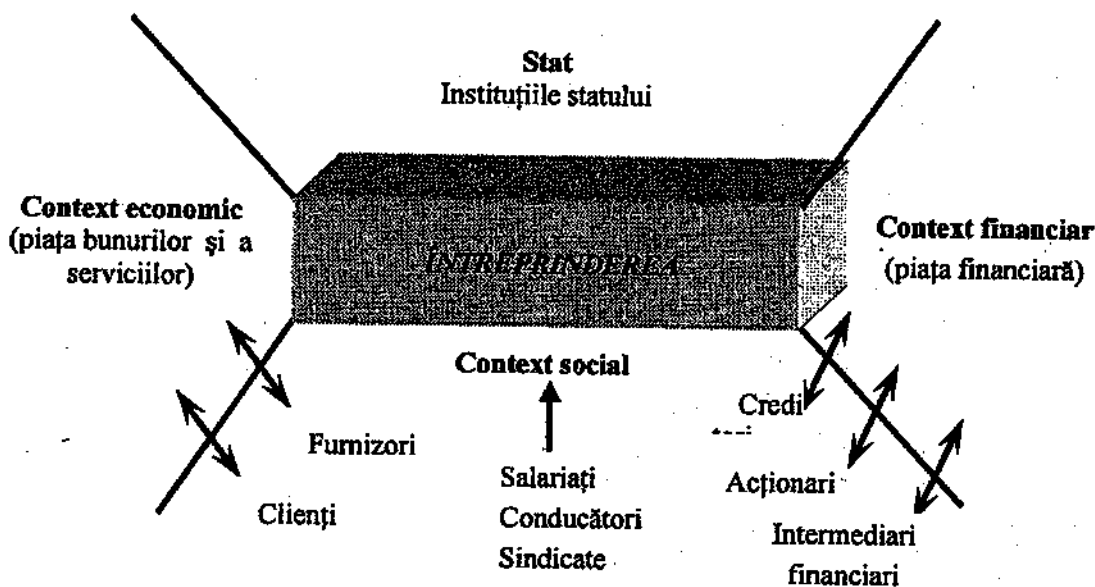 Stat
Instituțiile statului
Context economic
(piața bunurilor și a
serviciilor)
ÎNTREPRINDEREA
Context financiar
(piața financiară)
Context social
Credi
Furnizori
Clienți
Salariați
Conducători
Sindicate
Acționari
Intermediari
financiari